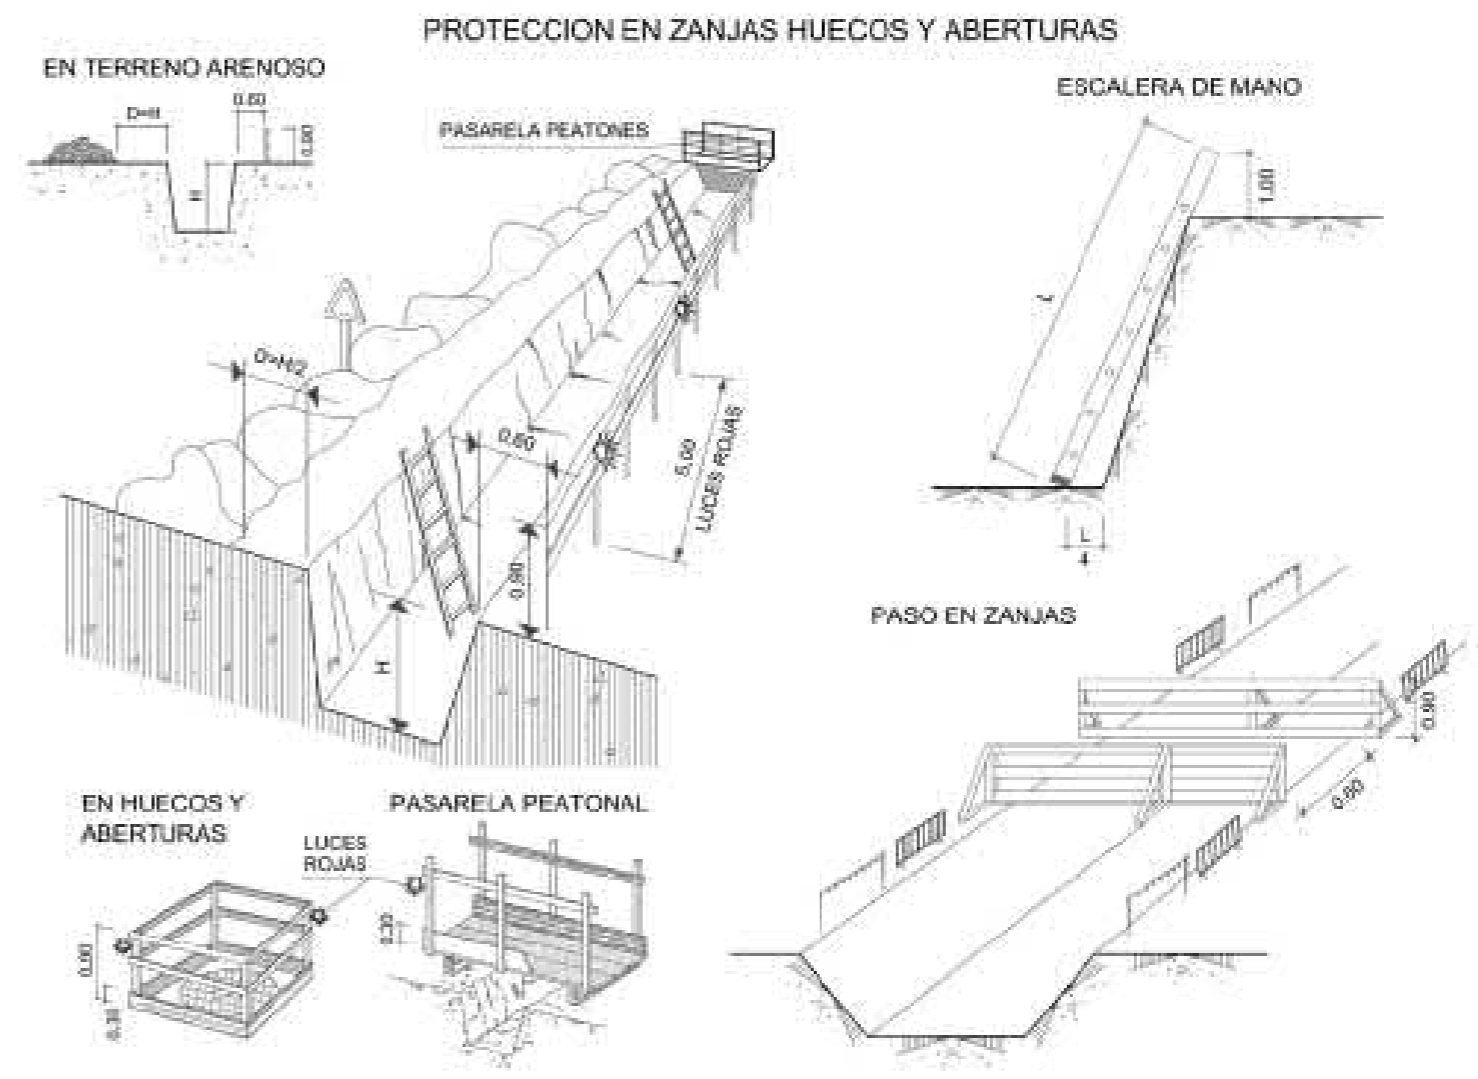 PROTECCION EN ZANJAS HUECOS Y ABERTURAS
EN TERRENO ARENOSO
D=H
0.60
0.90
H
PASARELA PEATONES
ESCALERA DE MANO
L
1,00
L
4
D=H/2
0,60
0,90
H
5,00
LUCES ROJAS
PASO EN ZANJAS
0,90
0,60
EN HUECOS Y
ABERTURAS
0,90
0,30
LUCES
ROJAS
PASARELA PEATONAL
0,30